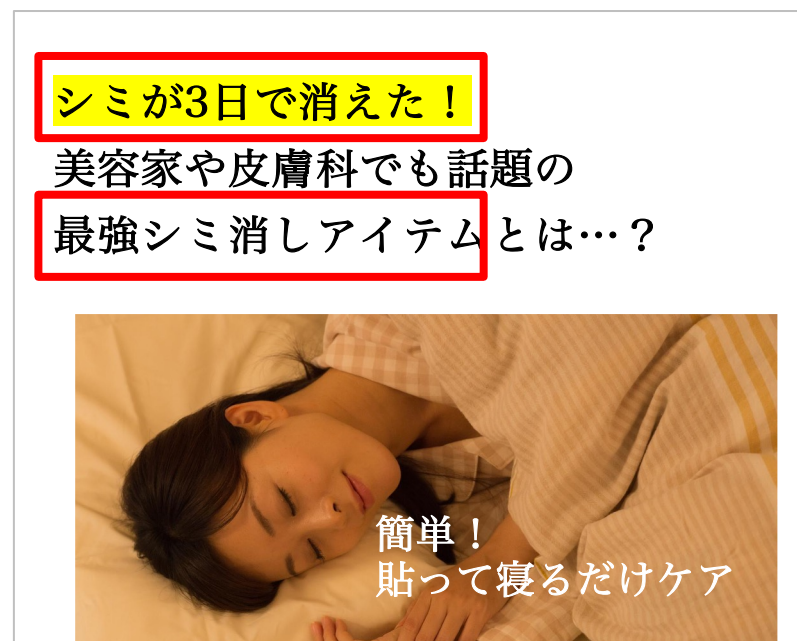 シミが3日で消えた！
美容家や皮膚科でも話題の
最強シミ消しアイテムとは…？
簡単！
貼って寝るだけケア